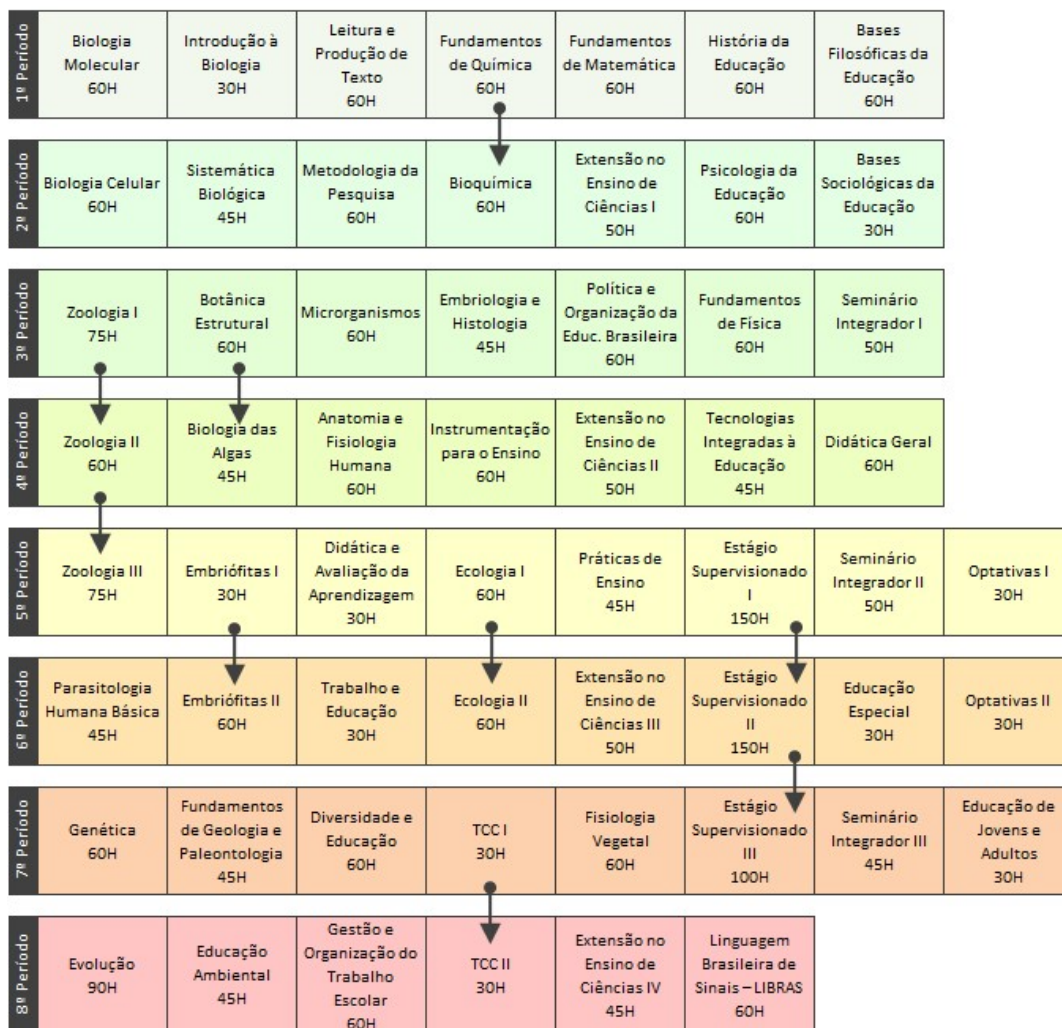 1º Período
Biologia
Molecular
60H
Introdução à
Biologia
30H
Leitura e
Produção de
Texto
60H
Fundamentos
de Química
60H
Fundamentos
de Matemática
60H
História da
Educação
60H
Bases
Filosóficas da
Educação
60H
2º Período
Biologia Celular
60H
Sistemática
Biológica
45H
Metodologia da
Pesquisa
60H
Bioquímica
60H
Extensão no
Ensino de
Ciências I
50H
Psicologia da
Educação
60H
Bases
Sociológicas da
Educação
30H
3º Período
Zoologia I
75H
Botânica
Estrutural
60H
Microrganismos
60H
Embriologia e
Histologia
45H
Política e
Organização da
Educ. Brasileira
60H
Fundamentos
de Física
60H
Seminário
Integrador I
50H
4º Período
Zoologia II
60H
Biologia das
Algas
45H
Anatomia e
Fisiologia
Humana
60H
Instrumentação
para o Ensino
60H
Extensão no
Ensino de
Ciências II
50H
Tecnologias
Integradas à
Educação
45H
Didática Geral
60H
5º Período
Zoologia III
75H
Embriófitas I
30H
Didática e
Avaliação da
Aprendizagem
30H
Ecologia I
60H
Práticas de
Ensino
45H
Estágio
Supervisionado
I
150H
Seminário
Integrador II
50H
Optativas I
30H
6º Período
Parasitologia
Humana Básica
45H
Embriófitas II
60H
Trabalho e
Educação
30H
Ecologia II
60H
Extensão no
Ensino de
Ciências III
50H
Estágio
Supervisionado
II
150H
Educação
Especial
30H
Optativas II
30H
7º Período
Genética
60H
Fundamentos
de Geologia e
Paleontologia
45H
Diversidade e
Educação
60H
TCC I
30H
Fisiologia
Vegetal
60H
Estágio
Supervisionado
III
100H
Seminário
Integrador III
45H
Educação de
Jovens e
Adultos
30H
8º Período
Evolução
90H
Educação
Ambiental
45H
Gestão e
Organização do
Trabalho
Escolar
60H
TCC II
30H
Extensão no
Ensino de
Ciências IV
45H
Linguagem
Brasileira de
Sinais – LIBRAS
60H